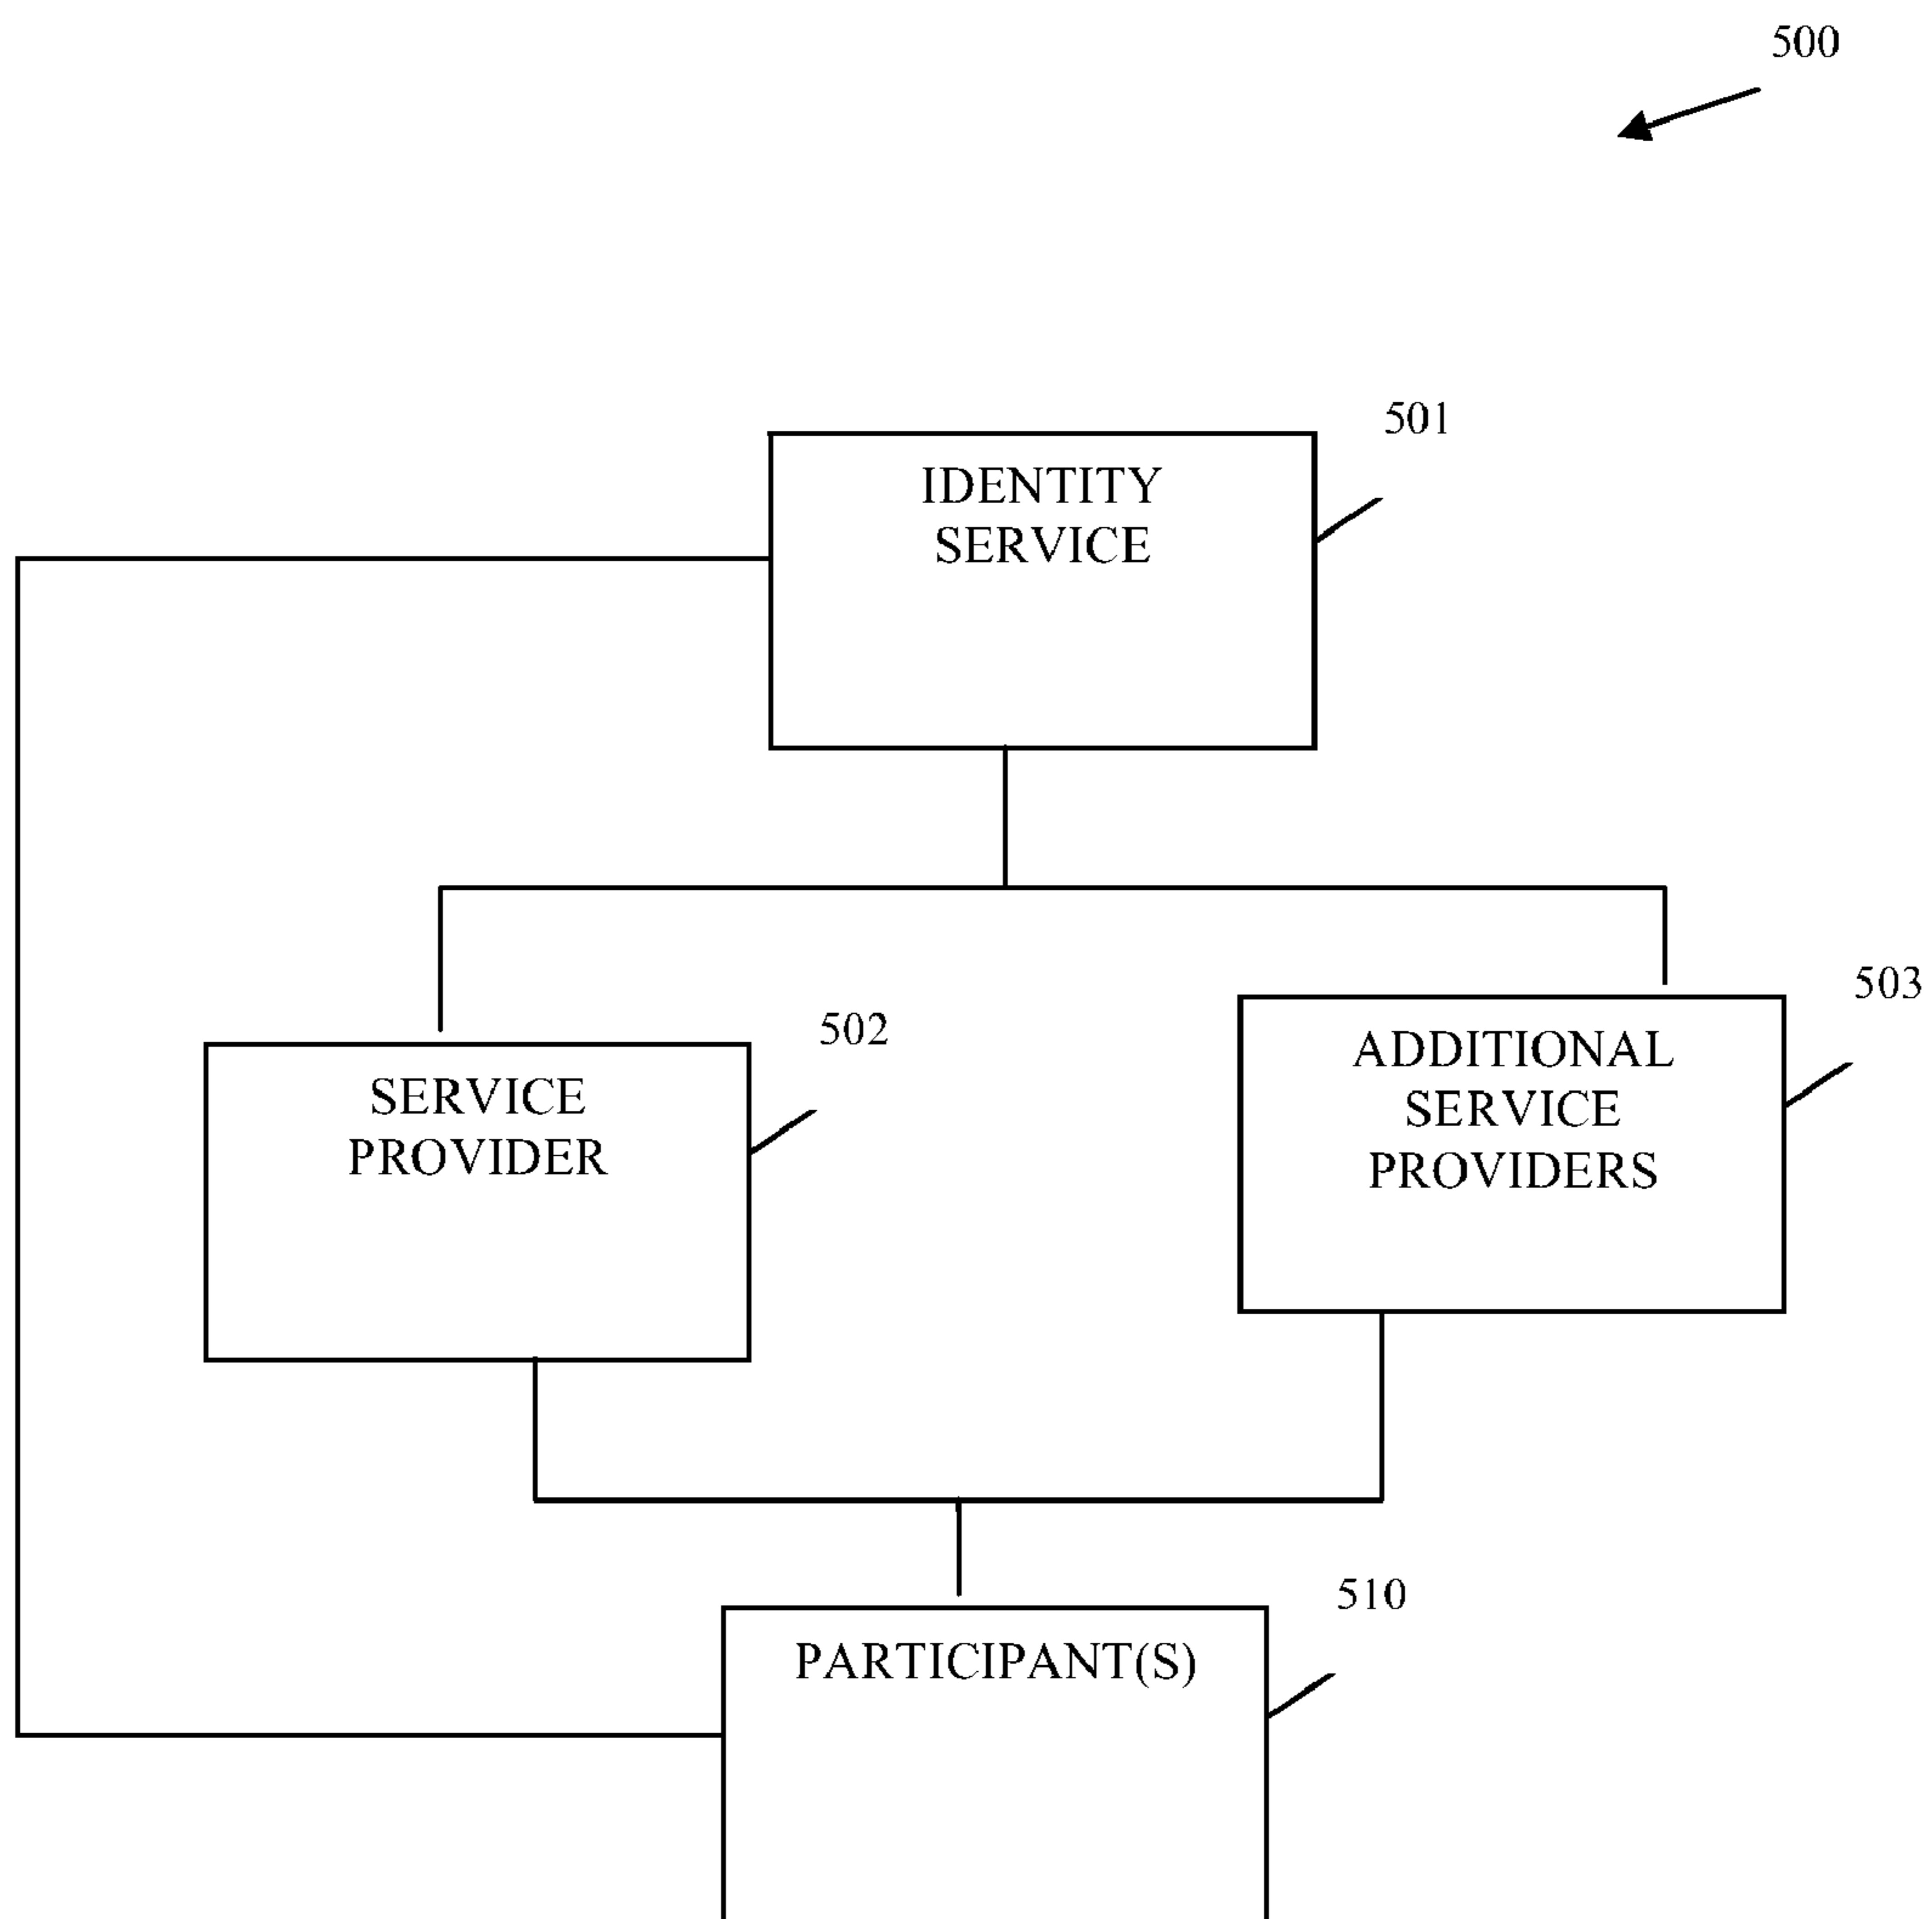 500
501
IDENTITY
SERVICE
503
502
ADDITIONAL
SERVICE
PROVIDERS
SERVICE
PROVIDER
510
PARTICIPANT(S)